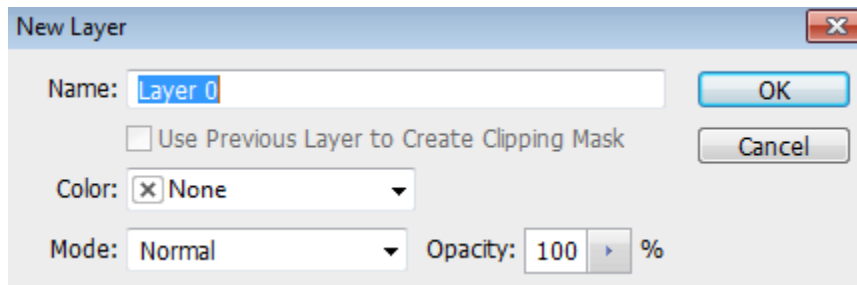 New Layer
Name: Layer 0 OK
Use Previous Layer to Create Clipping Mask Cancel
Color: None
Mode: Normal Opacity: 100 %